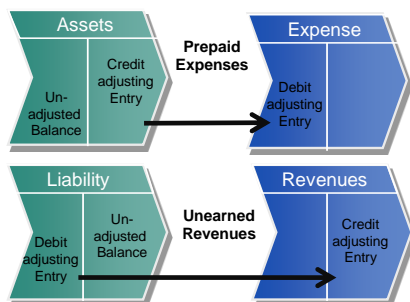 Assets
Prepaid
Expenses
Expense
Un-
adjusted
Balance
Credit
adjusting
Entry
Debit
adjusting
Entry
Liability
Unearned
Revenues
Revenues
Debit
adjusting
Entry
Un-
adjusted
Balance
Credit
adjusting
Entry